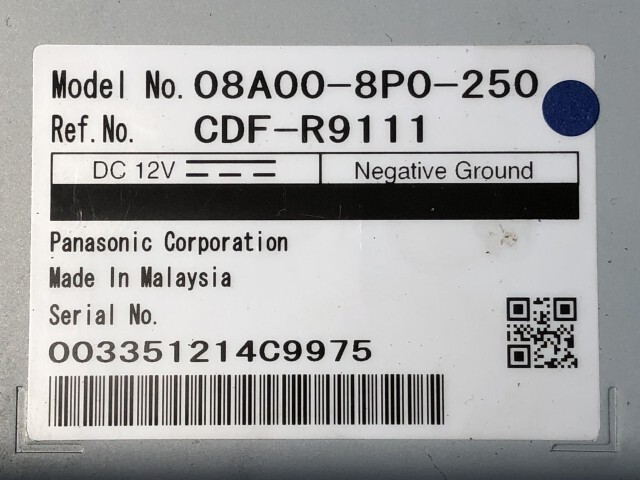 Model No. 08A00-8P0-250
Ref.No. CDF-R9111
DC 12V Negative Ground
Panasonic Corporation
Made In Malaysia
Serial No.
003351214C9975